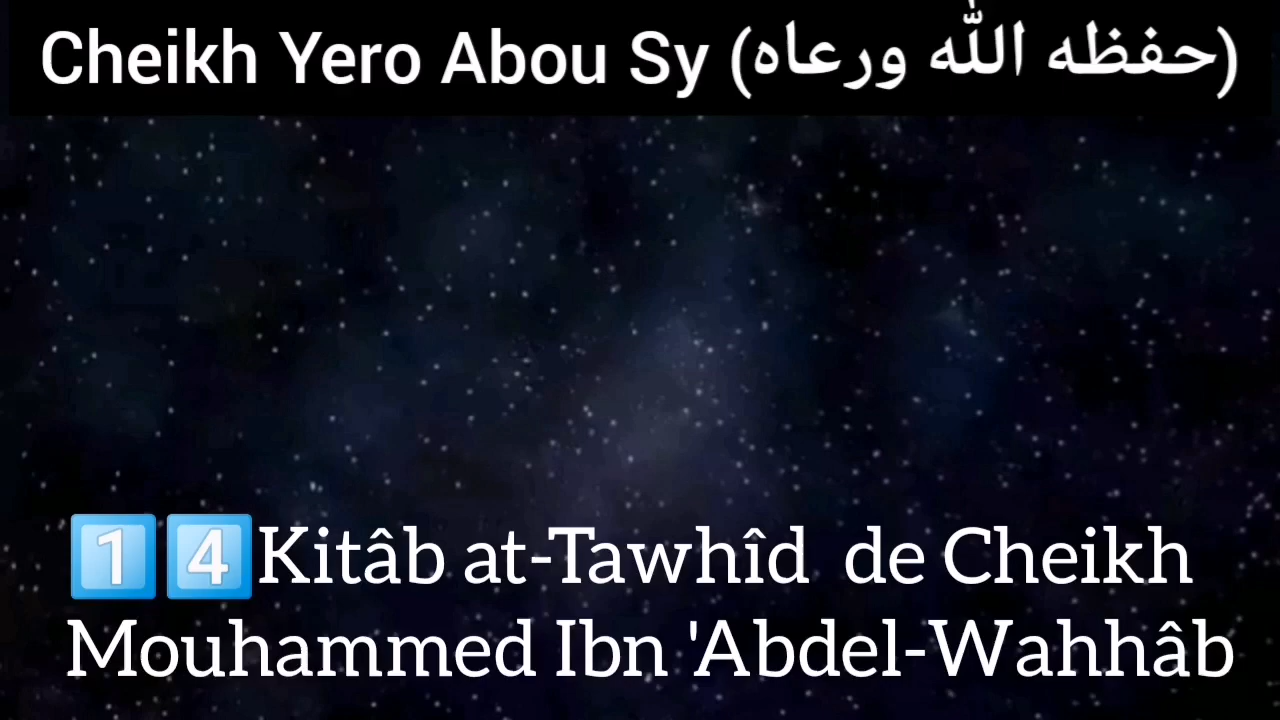 Cheikh Yero Abou Sy (حفظه الله ورعاه)
1️⃣4️⃣Kitâb at-Tawhîd de Cheikh
Mouhammed Ibn 'Abdel-Wahhâb